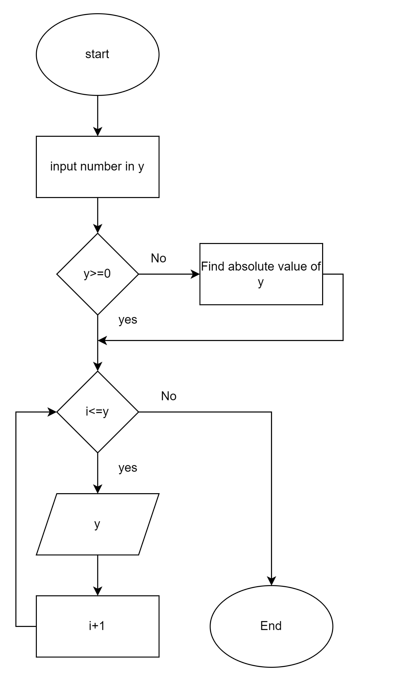 start
input number in y
y>=0
No
Find absolute value of
y
yes
i<=y
No
yes
y
i+1
End